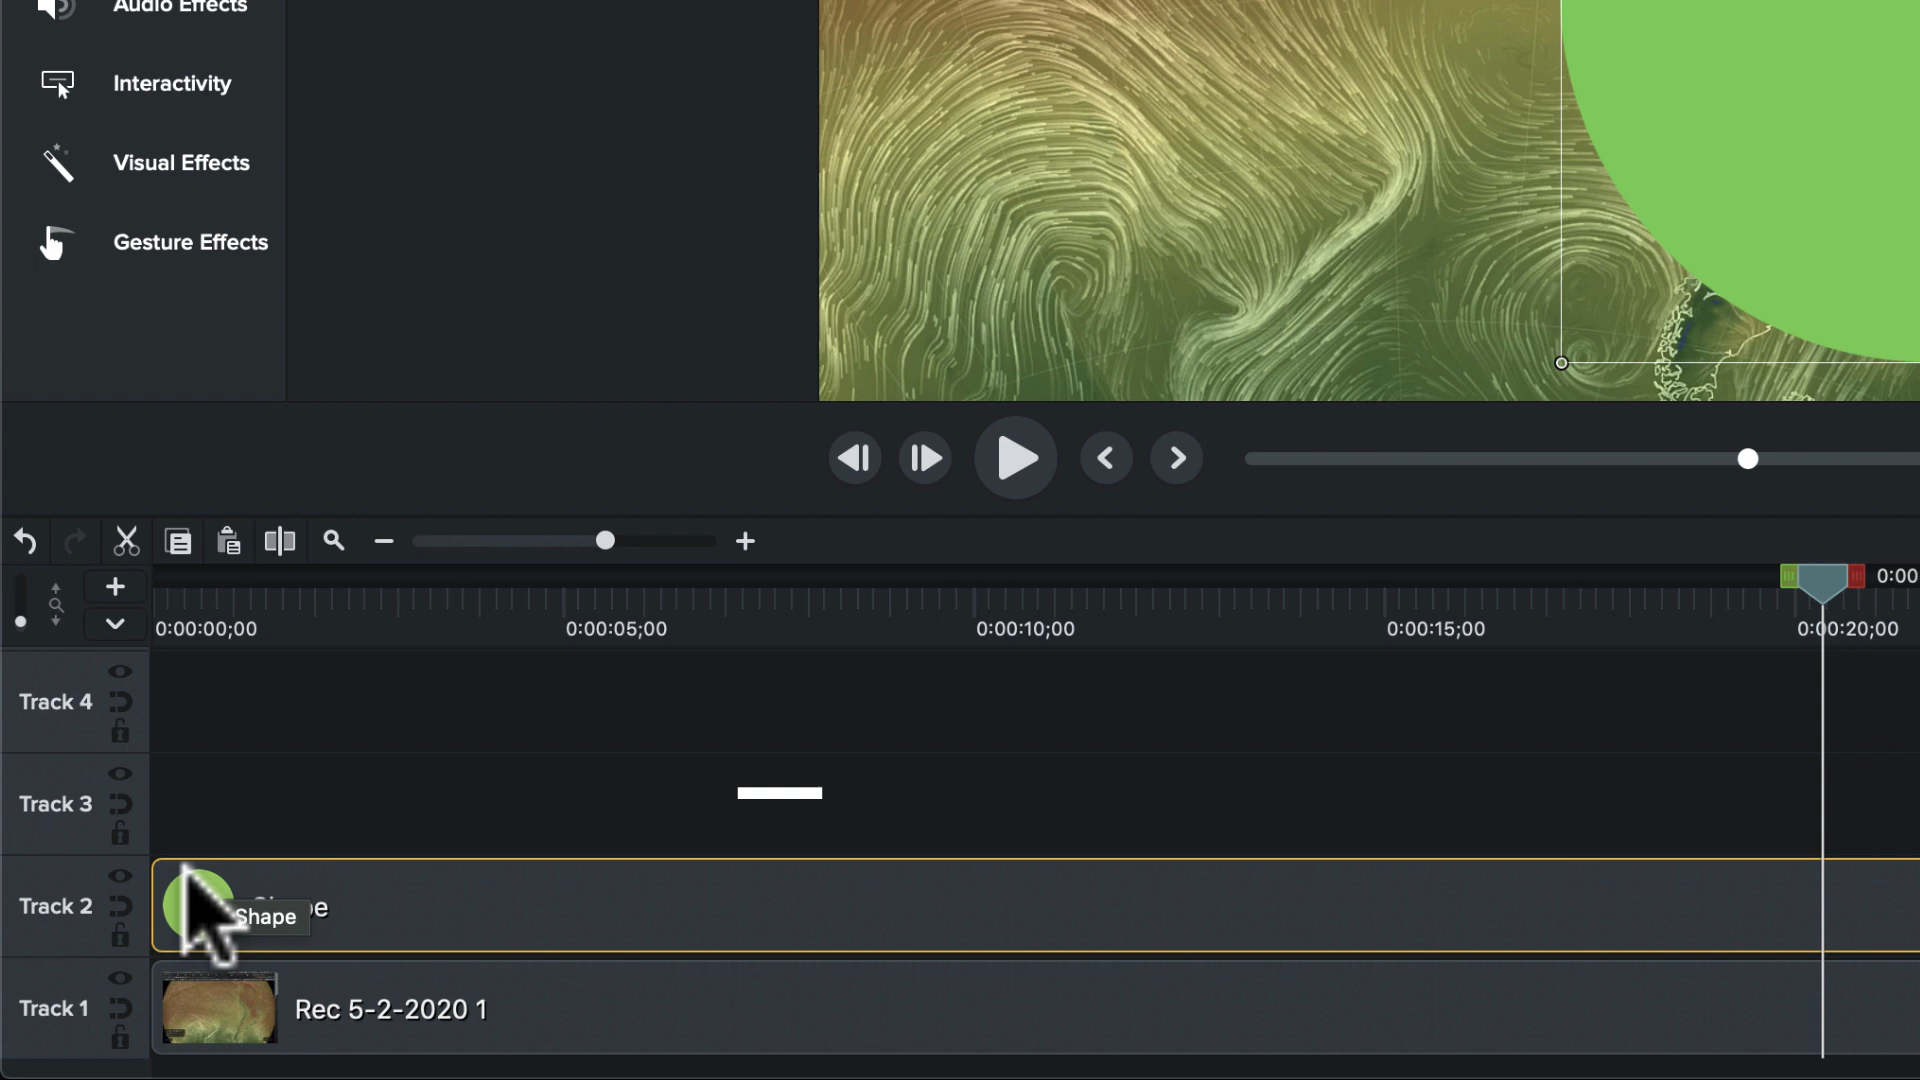 Audio Effects
Interactivity
Visual Effects
Gesture Effects
0:00
0:00:00;00
0:00:05;00
0:00:10;00
0:00:15;00
0:00:20;00
Track 4
Track 3
Track 2
Shape
Track 1
Rec 5-2-2020 1